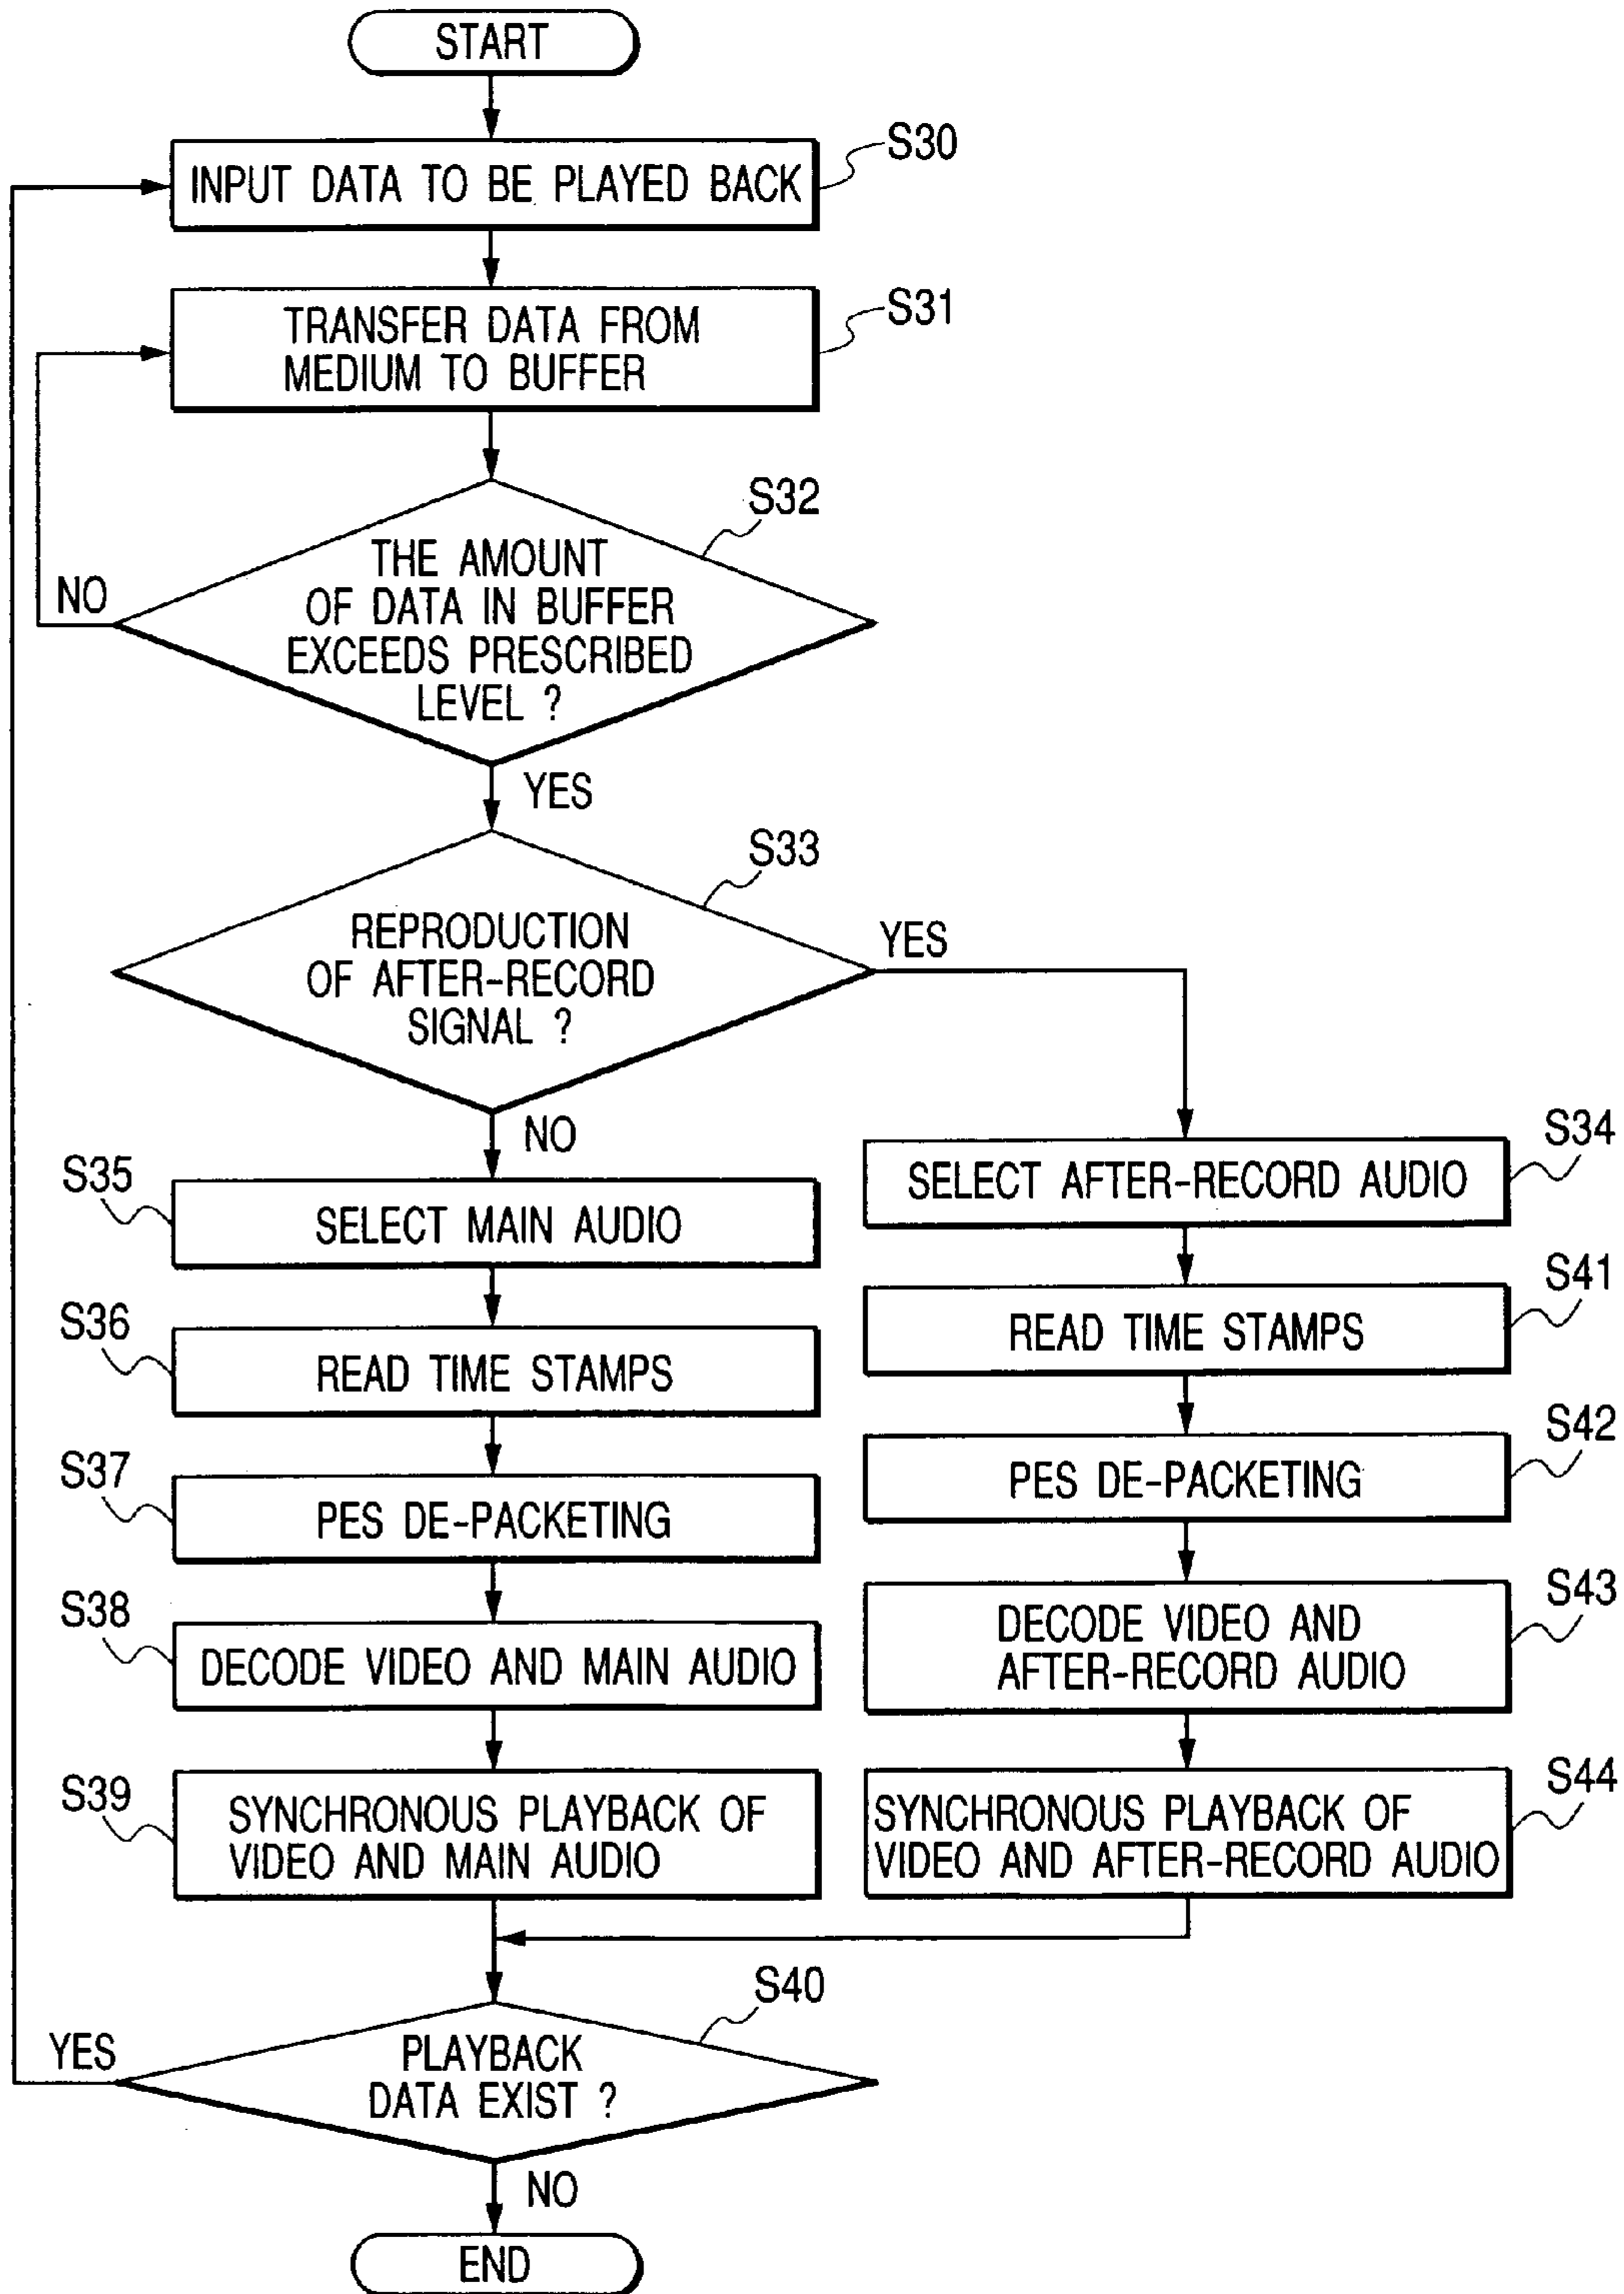 START
S30
INPUT DATA TO BE PLAYED BACK
S31
TRANSFER DATA FROM
MEDIUM TO BUFFER
S32
THE AMOUNT
OF DATA IN BUFFER
EXCEEDS PRESCRIBED
LEVEL ?
NO
YES
S33
REPRODUCTION
OF AFTER-RECORD
SIGNAL ?
YES
NO
S34
SELECT AFTER-RECORD AUDIO
S35
SELECT MAIN AUDIO
S41
READ TIME STAMPS
S36
READ TIME STAMPS
S42
PES DE-PACKETING
S37
PES DE-PACKETING
S43
DECODE VIDEO AND
AFTER-RECORD AUDIO
S38
DECODE VIDEO AND MAIN AUDIO
S44
SYNCHRONOUS PLAYBACK OF
VIDEO AND AFTER-RECORD AUDIO
S39
SYNCHRONOUS PLAYBACK OF
VIDEO AND MAIN AUDIO
S40
PLAYBACK
DATA EXIST ?
YES
NO
END